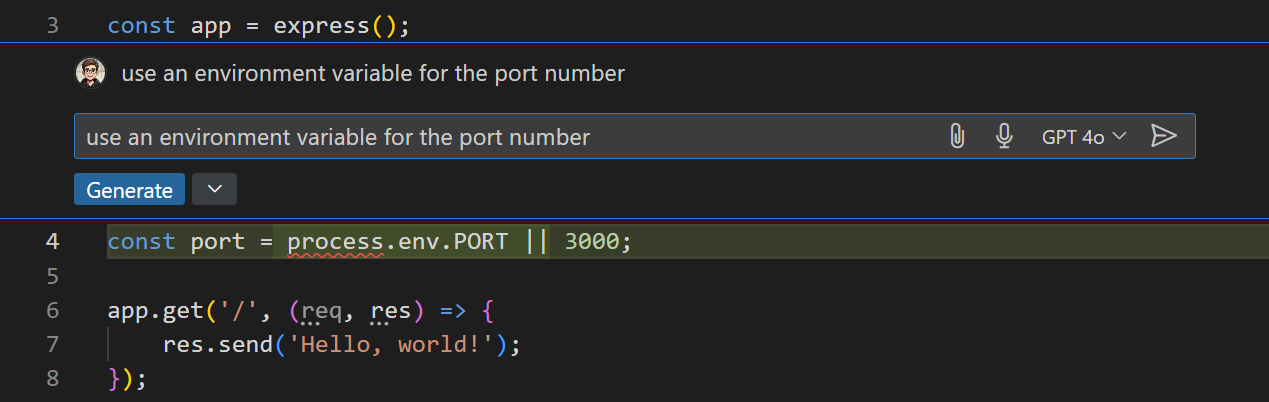 3 const app = express();
use an environment variable for the port number
use an environment variable for the port number GPT 4o
Generate
4 const port = process.env.PORT || 3000;
5
6 app.get('/', (req, res) => {
7 res.send('Hello, world!');
8 });